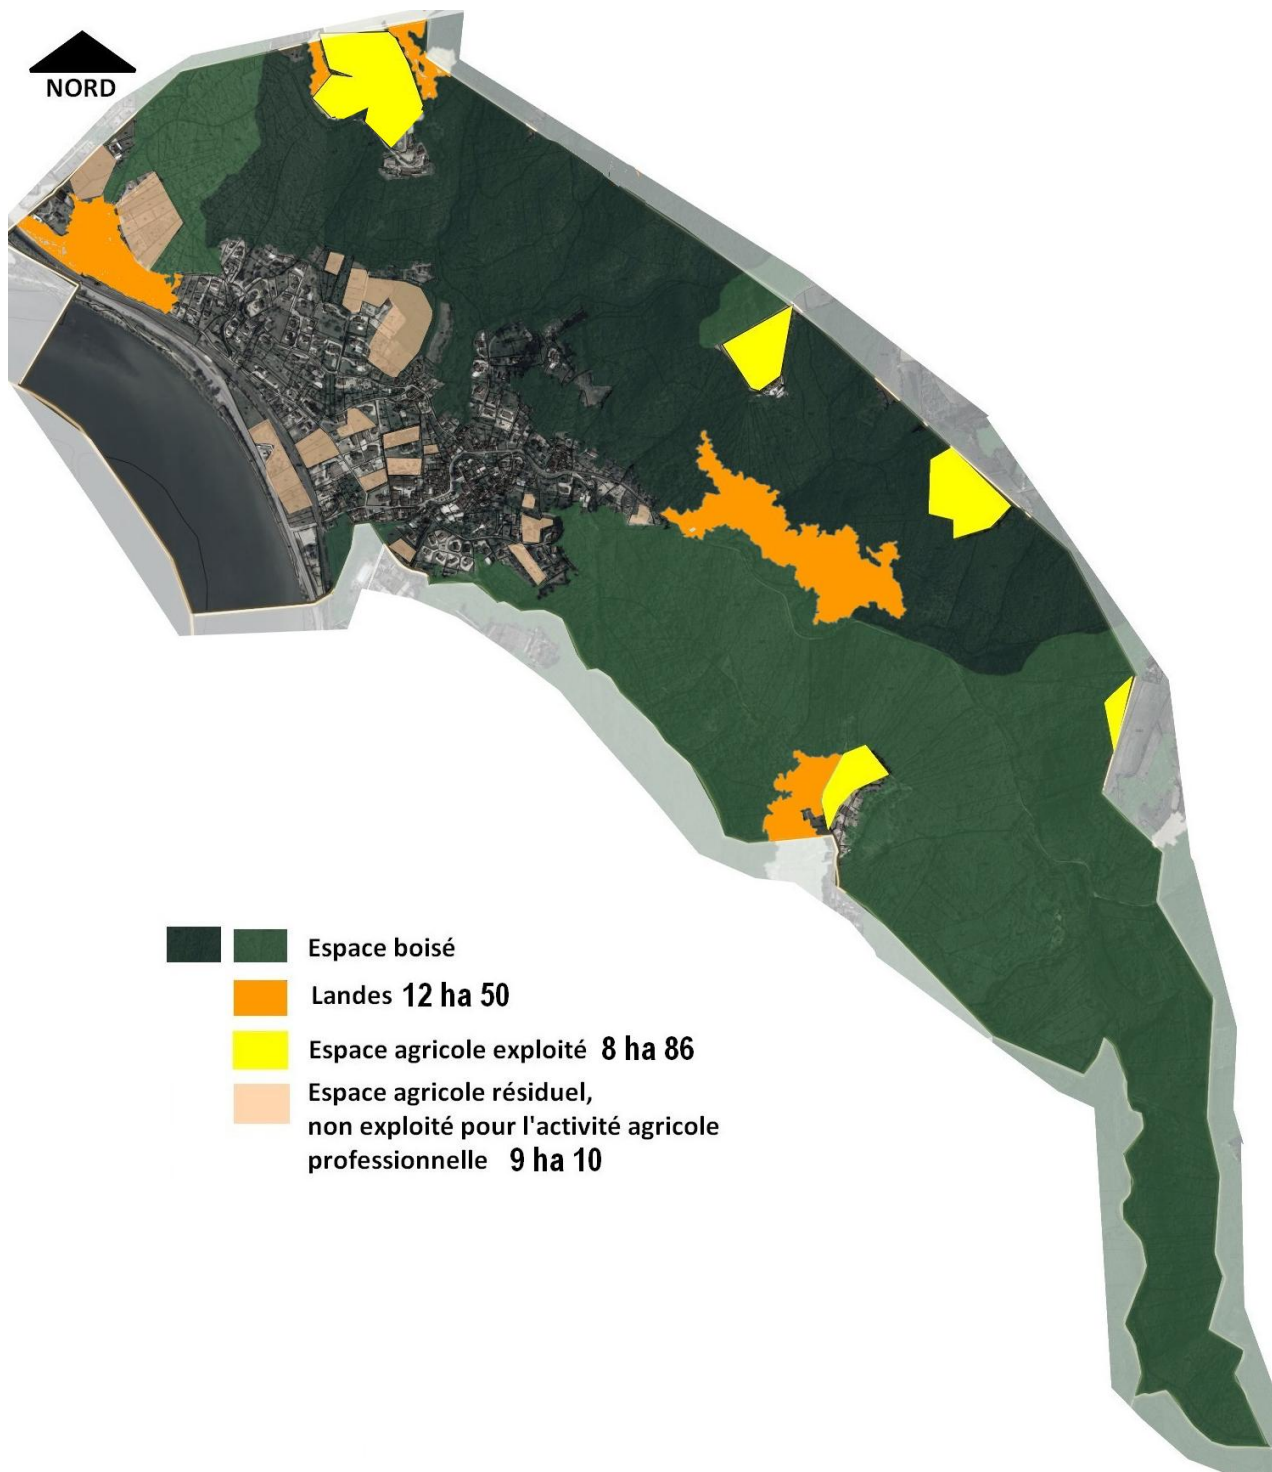 NORD
Espace boisé
Landes 12 ha 50
Espace agricole exploité 8 ha 86
Espace agricole résiduel,
non exploité pour l'activité agricole
professionnelle 9 ha 10